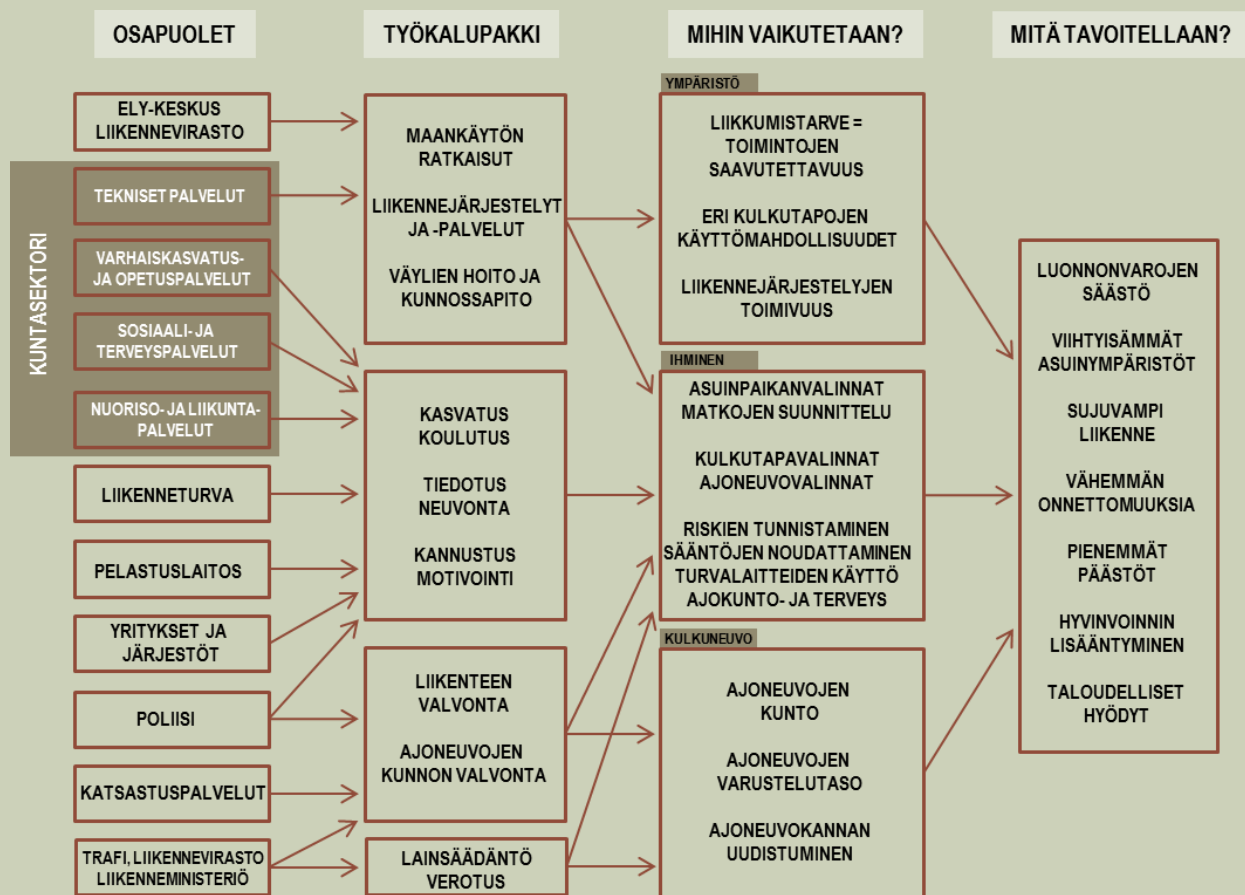 OSAPUOLET
TYÖKALUPAKKI
MIHIN VAIKUTETAAN?
MITÄ TAVOITELLAAN?
ELY-KESKUS
LIIKENNEVIRASTO
KUNTASEKTORI
TEKNISET PALVELUT
VARHAISKASVATUS-
JA OPETUSPALVELUT
SOSIAALI- JA
TERVEYSPALVELUT
NUORISO- JA LIIKUNTA-
PALVELUT
LIIKENNETURVA
PELASTUSLAITOS
YRITYKSET JA
JÄRJESTÖT
POLIISI
KATSASTUSPALVELUT
TRAFI, LIIKENNEVIRASTO
LIIKENNEMINISTERIÖ
MAANKÄYTÖN
RATKAISUT
LIIKENNEJÄRJESTELYT
JA -PALVELUT
VÄYLIEN HOITO JA
KUNNOSSAPITO
KASVATUS
KOULUTUS
TIEDOTUS
NEUVONTA
KANNUSTUS
MOTIVOINTI
LIIKENTEEN
VALVONTA
AJONEUVOJEN
KUNNON VALVONTA
LAINSÄÄDÄNTÖ
VEROTUS
YMPÄRISTÖ
LIIKKUMISTARVE =
TOIMINTOJEN
SAAVUTETTAVUUS
ERI KULKUTAPOJEN
KÄYTTÖMAHDOLLISUUDET
LIIKENNEJÄRJESTELYJEN
TOIMIVUUS
IHMINEN
ASUINPAIKANVALINNAT
MATKOJEN SUUNNITTELU
KULKUTAPAVALINNAT
AJONEUVOVALINNAT
RISKIEN TUNNISTAMINEN
SÄÄNTÖJEN NOUDATTAMINEN
TURVALAITTEIDEN KÄYTTÖ
AJOKUNTO- JA TERVEYS
KULKUNEUVO
AJONEUVOJEN
KUNTO
AJONEUVOJEN
VARUSTELUTASO
AJONEUVOKANNAN
UUDISTUMINEN
LUONNONVAROJEN
SÄÄSTÖ
VIIHTYISÄMMÄT
ASUINYMPÄRISTÖT
SUJUVAMPI
LIIKENNE
VÄHEMMÄN
ONNETTOMUUKSIA
PIENEMMÄT
PÄÄSTÖT
HYVINVOINNIN
LISÄÄNTYMINEN
TALOUDELLISET
HYÖDYT